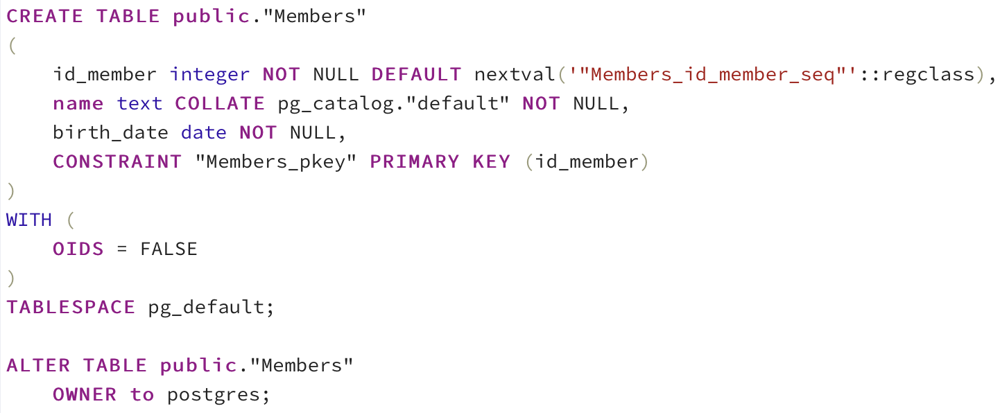 CREATE TABLE public."Members"
(
    id_member integer NOT NULL DEFAULT nextval('"Members_id_member_seq"'::regclass),
    name text COLLATE pg_catalog."default" NOT NULL,
    birth_date date NOT NULL,
    CONSTRAINT "Members_pkey" PRIMARY KEY (id_member)
)
WITH (
    OIDS = FALSE
)
TABLESPACE pg_default;

ALTER TABLE public."Members"
    OWNER to postgres;